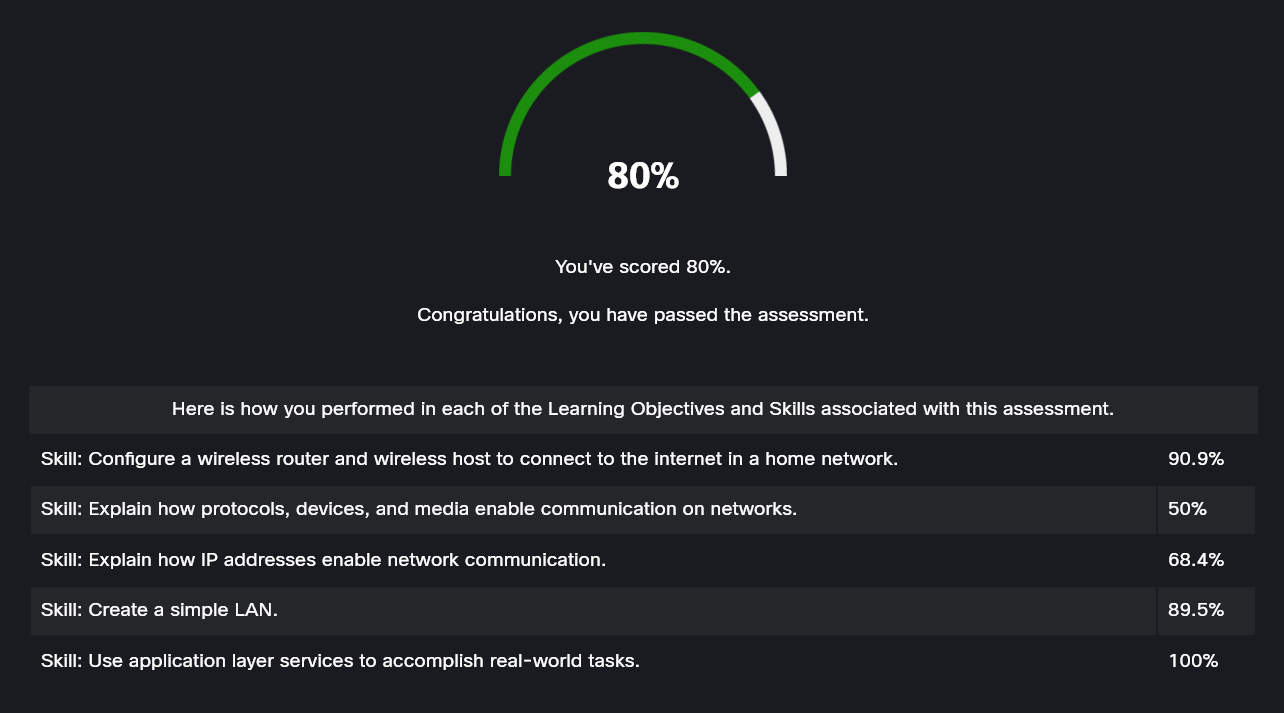 80%
You've scored 80%.
Congratulations, you have passed the assessment.
Here is how you performed in each of the Learning Objectives and Skills associated with this assessment.
Skill: Configure a wireless router and wireless host to connect to the internet in a home network. 90.9%
Skill: Explain how protocols, devices, and media enable communication on networks. 50%
Skill: Explain how IP addresses enable network communication. 68.4%
Skill: Create a simple LAN. 89.5%
Skill: Use application layer services to accomplish real-world tasks. 100%